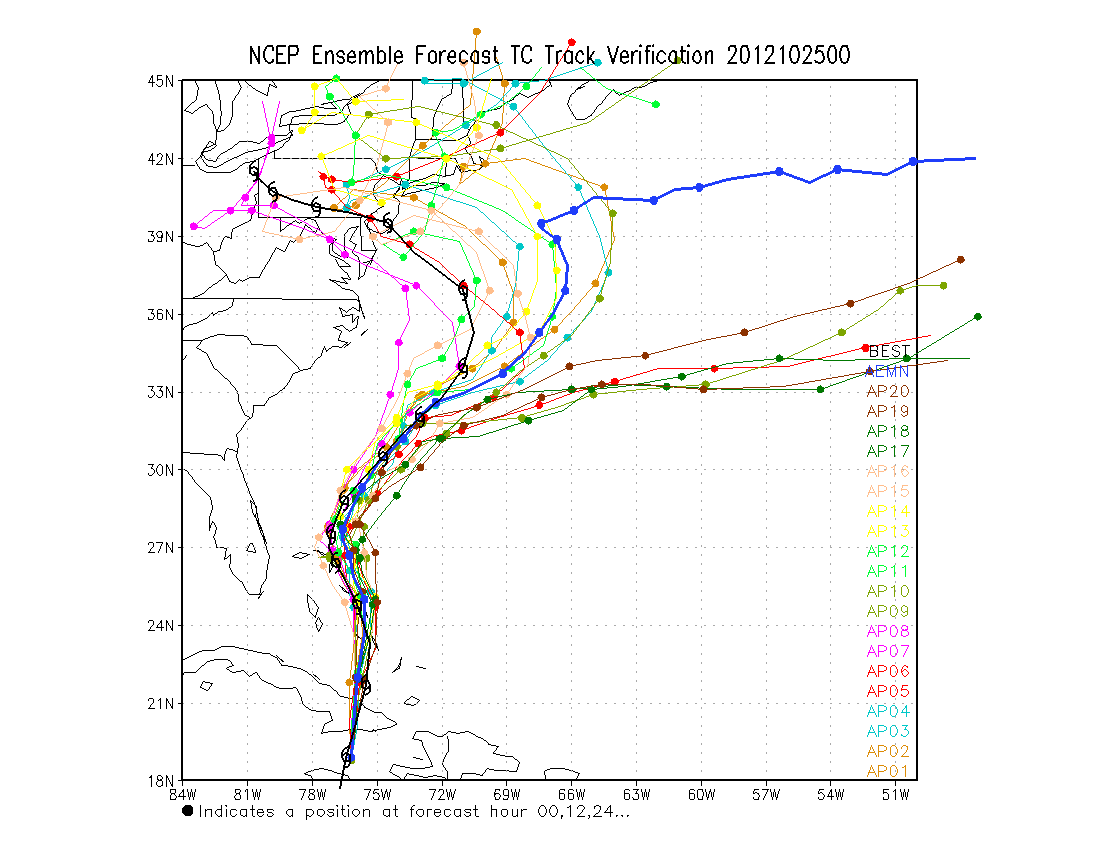 NCEP Ensemble Forecast TC Track Verification 2012102500
45N
42N
39N
36N
33N
30N
27N
24N
21N
18N
BEST
AEMN
AP20
AP19
AP18
AP17
AP16
AP15
AP14
AP13
AP12
AP11
AP10
AP09
AP08
AP07
AP06
AP05
AP04
AP03
AP02
AP01
84W 81W 78W 75W 72W 69W 66W 63W 60W 57W 54W 51W
Indicates a position at forecast hour 00,12,24...